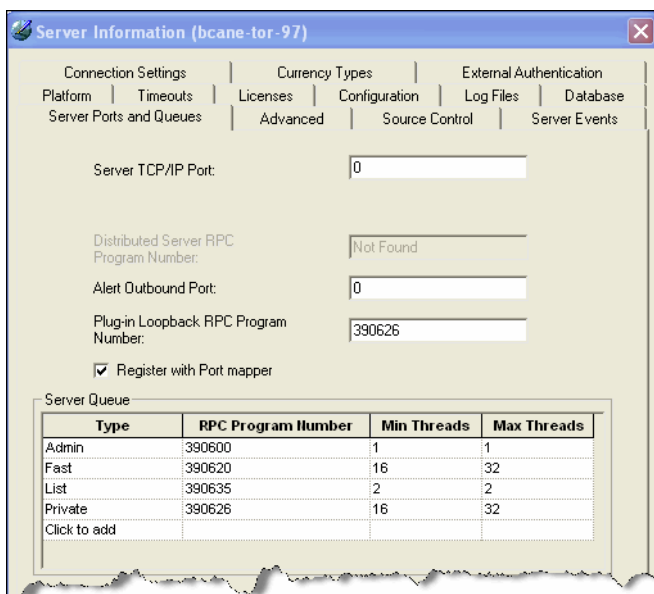 Server Information (bcane-tor-97)
Connection Settings Currency Types External Authentication
Platform Timeouts Licenses Configuration Log Files Database
Server Ports and Queues Advanced Source Control Server Events
Server TCP/IP Port: 0
Distributed Server RPC
Program Number: Not Found
Alert Outbound Port: 0
Plug-in Loopback RPC Program
Number: 390626
Register with Port mapper
Server Queue
Type RPC Program Number Min Threads Max Threads
Admin 390600 1 1
Fast 390620 16 32
List 390635 2 2
Private 390626 16 32
Click to add